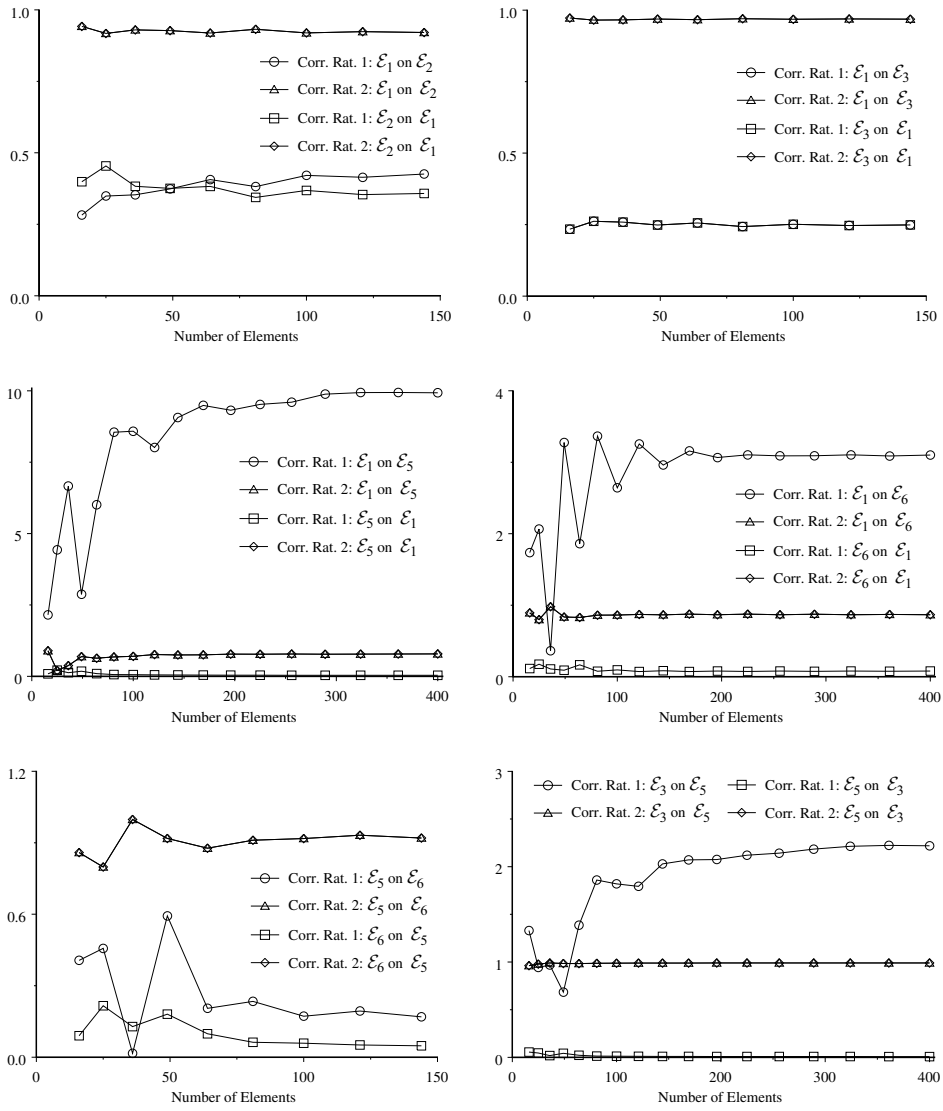 1.0
0.5
0.0
0
50
100
150
Number of Elements
Corr. Rat. 1: ℰ1 on ℰ2
Corr. Rat. 2: ℰ1 on ℰ2
Corr. Rat. 1: ℰ2 on ℰ1
Corr. Rat. 2: ℰ2 on ℰ1
1.0
0.5
0.0
0
50
100
150
Number of Elements
Corr. Rat. 1: ℰ1 on ℰ3
Corr. Rat. 2: ℰ1 on ℰ3
Corr. Rat. 1: ℰ3 on ℰ1
Corr. Rat. 2: ℰ3 on ℰ1
10
5
0
0
100
200
300
400
Number of Elements
Corr. Rat. 1: ℰ1 on ℰ5
Corr. Rat. 2: ℰ1 on ℰ5
Corr. Rat. 1: ℰ5 on ℰ1
Corr. Rat. 2: ℰ5 on ℰ1
4
2
0
0
100
200
300
400
Number of Elements
Corr. Rat. 1: ℰ1 on ℰ6
Corr. Rat. 2: ℰ1 on ℰ6
Corr. Rat. 1: ℰ6 on ℰ1
Corr. Rat. 2: ℰ6 on ℰ1
1.2
0.6
0.0
0
50
100
150
Number of Elements
Corr. Rat. 1: ℰ5 on ℰ6
Corr. Rat. 2: ℰ5 on ℰ6
Corr. Rat. 1: ℰ6 on ℰ5
Corr. Rat. 2: ℰ6 on ℰ5
3
2
1
0
0
100
200
300
400
Number of Elements
Corr. Rat. 1: ℰ3 on ℰ5
Corr. Rat. 2: ℰ3 on ℰ5
Corr. Rat. 1: ℰ5 on ℰ3
Corr. Rat. 2: ℰ5 on ℰ3